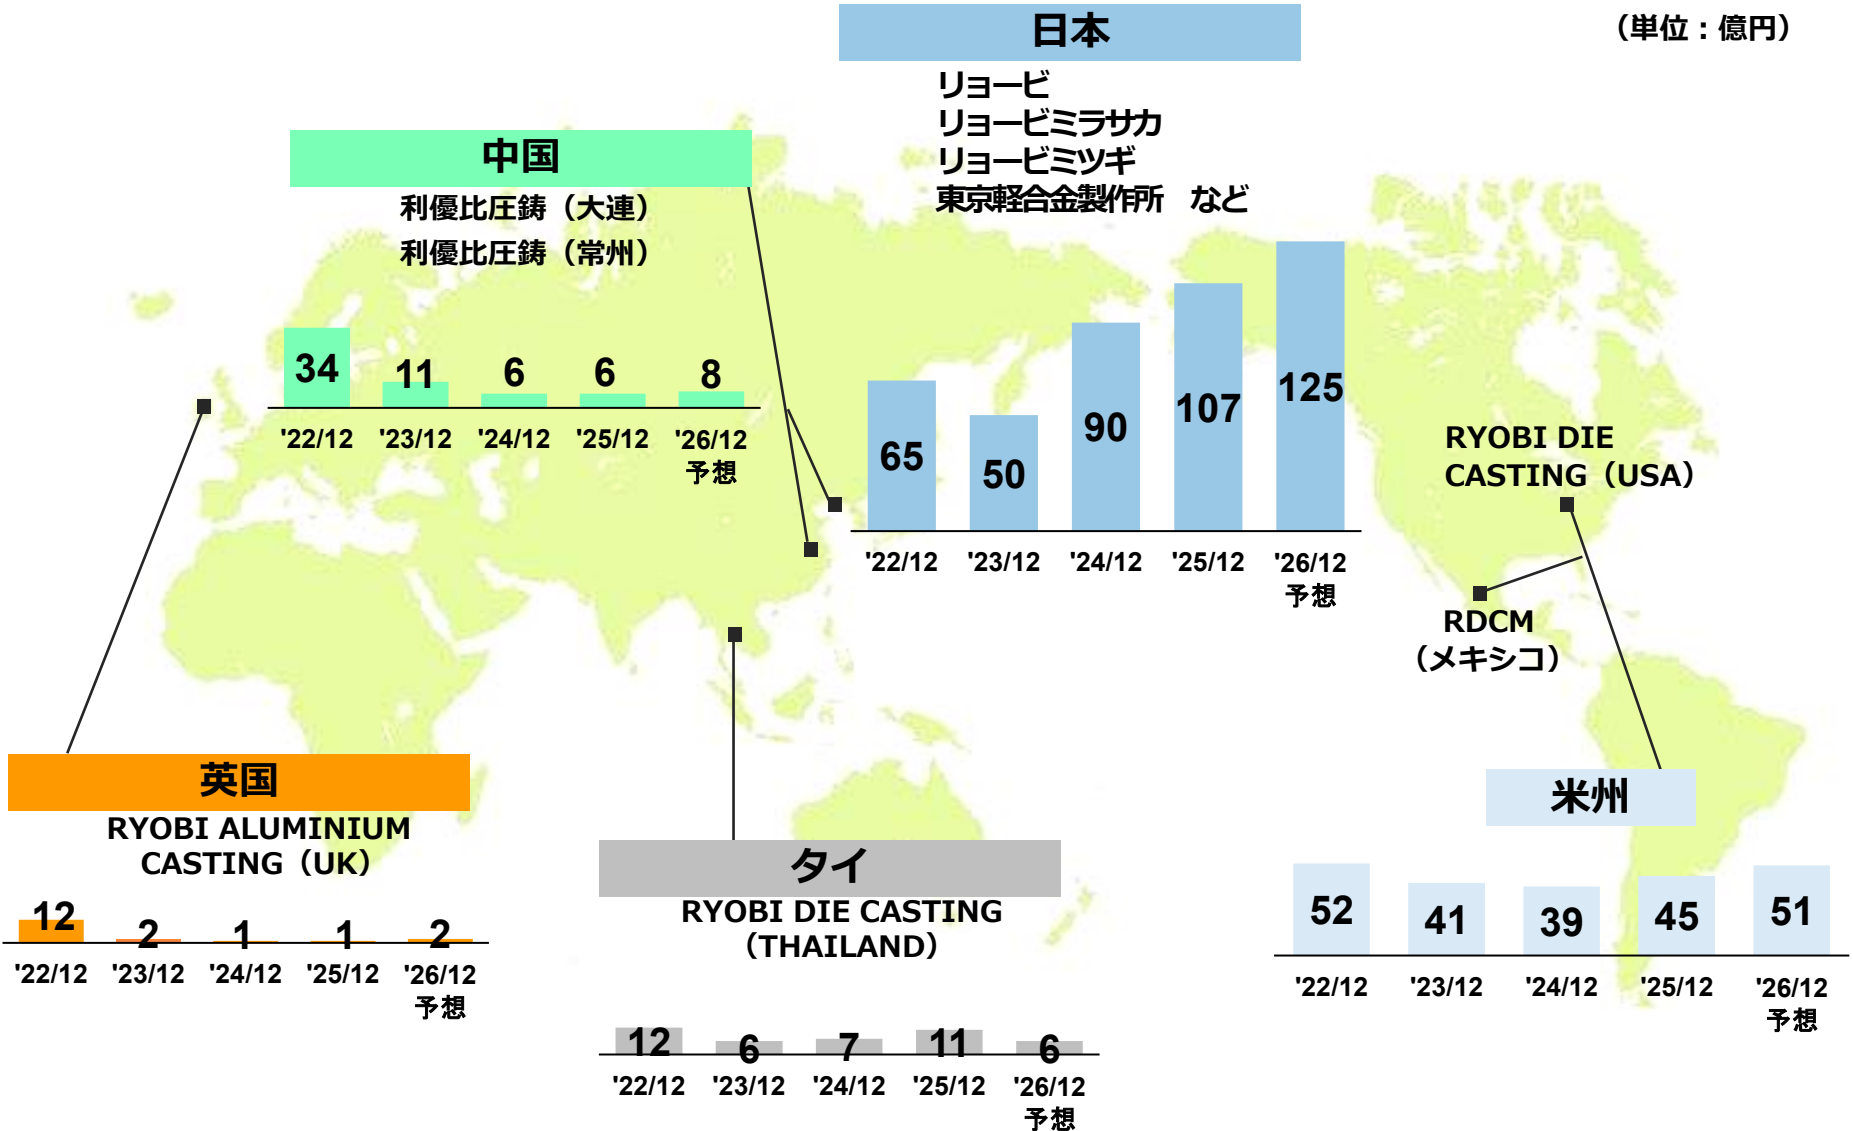 （単位：億円）
日本
リョービ
リョービミラサカ
リョービミツギ
東京軽合金製作所　など
65 50 90 107 125
'22/12 '23/12 '24/12 '25/12 '26/12
予想
中国
利優比圧鋳（大連）
利優比圧鋳（常州）
34 11 6 6 8
'22/12 '23/12 '24/12 '25/12 '26/12
予想
RYOBI DIE
CASTING（USA）
RDCM
（メキシコ）
英国
RYOBI ALUMINIUM
CASTING（UK）
12 2 1 1 2
'22/12 '23/12 '24/12 '25/12 '26/12
予想
タイ
RYOBI DIE CASTING
（THAILAND）
12 6 7 11 6
'22/12 '23/12 '24/12 '25/12 '26/12
予想
米州
52 41 39 45 51
'22/12 '23/12 '24/12 '25/12 '26/12
予想